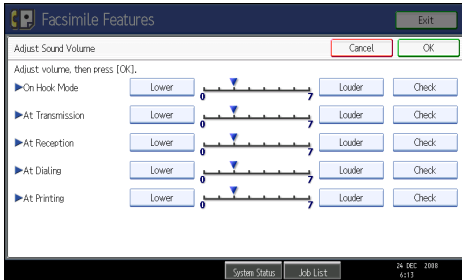 Facsimile Features
Exit
Adjust Sound Volume
Cancel
OK
Adjust volume, then press [OK].
►On Hook Mode Lower 0 7 Louder Check
►At Transmission Lower 0 7 Louder Check
►At Reception Lower 0 7 Louder Check
►At Dialing Lower 0 7 Louder Check
►At Printing Lower 0 7 Louder Check
System Status Job List
24 DEC 2008
6:13